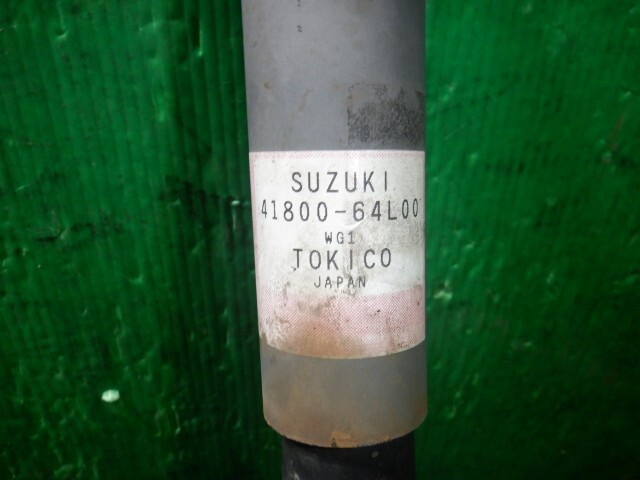 SUZUKI
41800-64L00
WG1
TOKICO
JAPAN